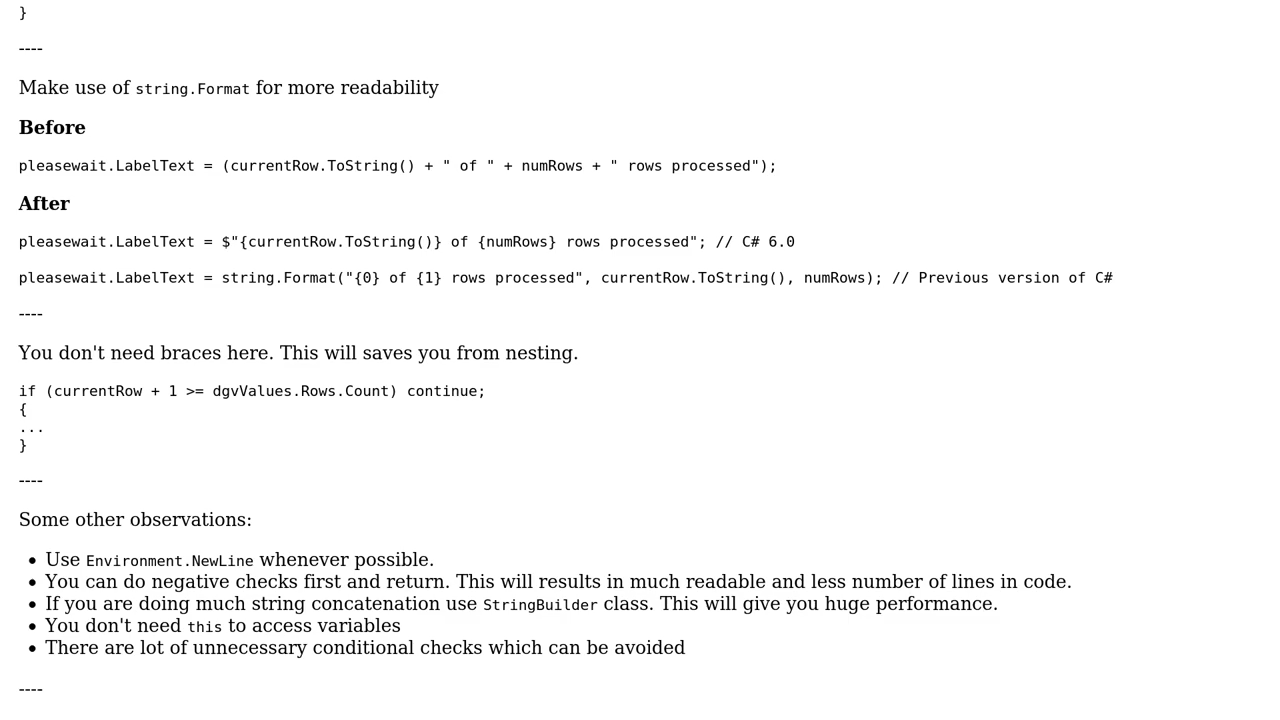 }
----
Make use of string.Format for more readability
Before
pleasewait.LabelText = (currentRow.ToString() + " of " + numRows + " rows processed");
After
pleasewait.LabelText = $"{currentRow.ToString()} of {numRows} rows processed"; // C# 6.0
pleasewait.LabelText = string.Format("{0} of {1} rows processed", currentRow.ToString(), numRows); // Previous version of C#
----
You don't need braces here. This will saves you from nesting.
if (currentRow + 1 >= dgvValues.Rows.Count) continue;
{
...
}
----
Some other observations:
• Use Environment.NewLine whenever possible.
• You can do negative checks first and return. This will results in much readable and less number of lines in code.
• If you are doing much string concatenation use StringBuilder class. This will give you huge performance.
• You don't need this to access variables
• There are lot of unnecessary conditional checks which can be avoided
----